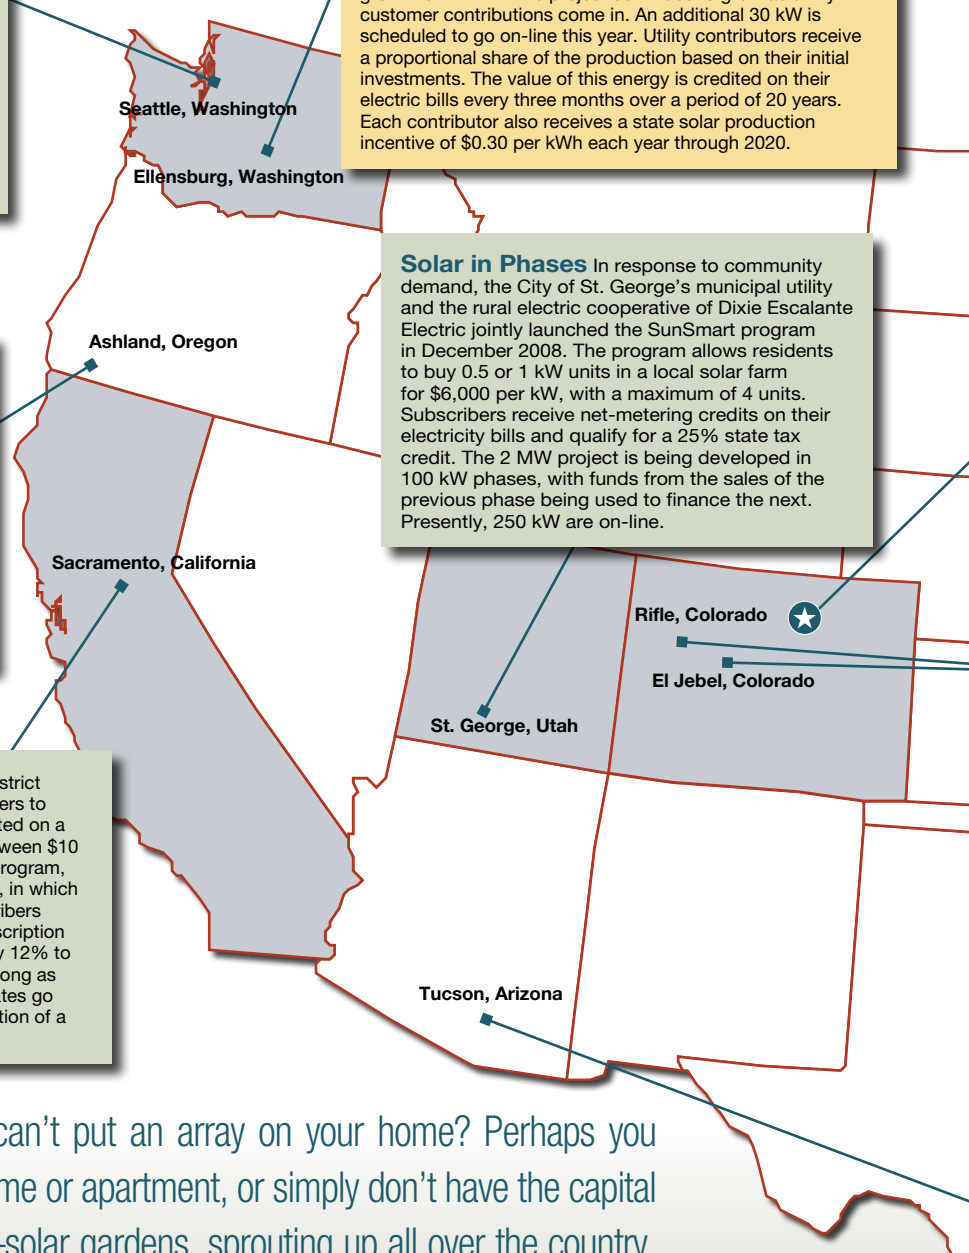 customer contributions come in. An additional 30 kW is
scheduled to go on-line this year. Utility contributors receive
a proportional share of the production based on their initial
investments. The value of this energy is credited on their
electric bills every three months over a period of 20 years.
Each contributor also receives a state solar production
incentive of $0.30 per kWh each year through 2020.
Seattle, Washington
Ellensburg, Washington
Solar in Phases In response to community
demand, the City of St. George's municipal utility
and the rural electric cooperative of Dixie Escalante
Electric jointly launched the SunSmart program
in December 2008. The program allows residents
to buy 0.5 or 1 kW units in a local solar farm
for $6,000 per kW, with a maximum of 4 units.
Subscribers receive net-metering credits on their
electricity bills and qualify for a 25% state tax
credit. The 2 MW project is being developed in
100 kW phases, with funds from the sales of the
previous phase being used to finance the next.
Presently, 250 kW are on-line.
Ashland, Oregon
Sacramento, California
Rifle, Colorado
El Jebel, Colorado
St. George, Utah
strict
ers to
ted on a
ween $10
rogram,
, in which
ibers
scription
y 12% to
ong as
tes go
tion of a
Tucson, Arizona
can't put an array on your home? Perhaps you
me or apartment, or simply don't have the capital
-solar gardens, sprouting up all over the country,